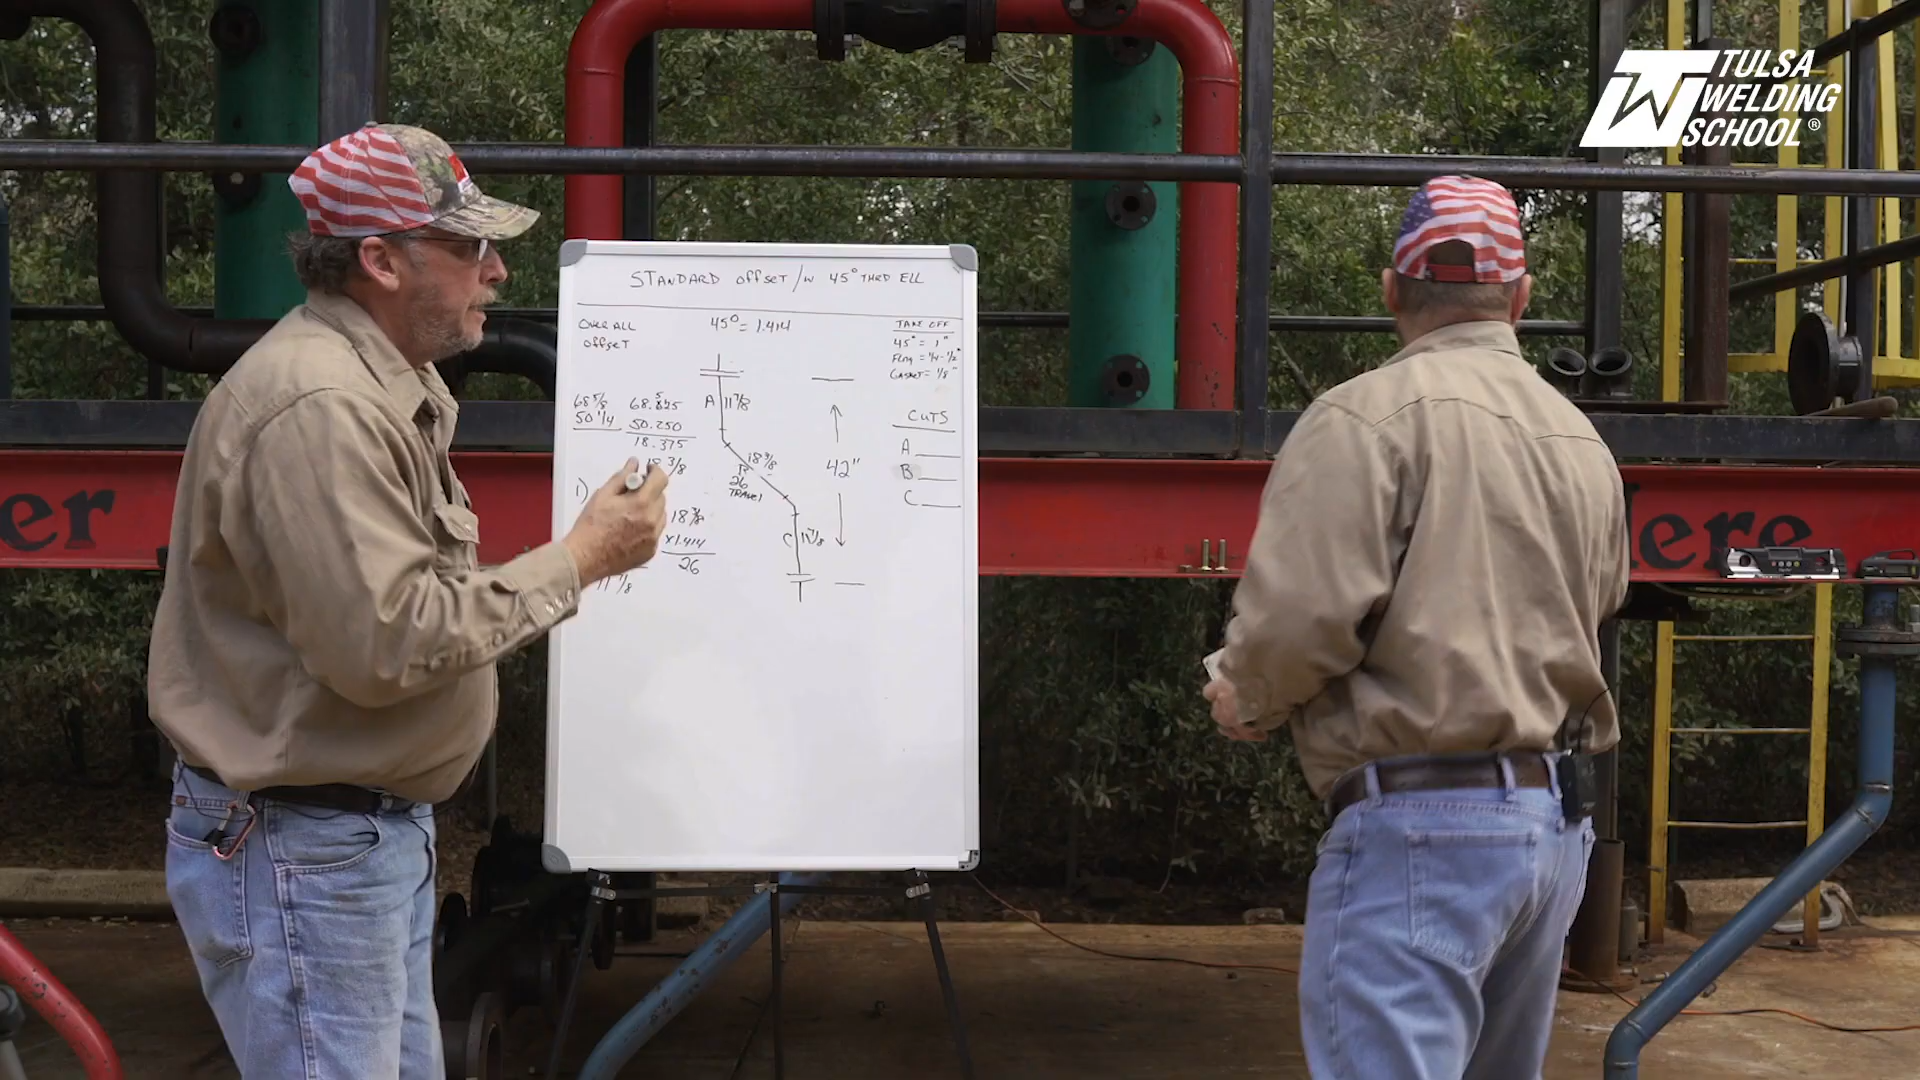 TULSA
WELDING
SCHOOL®
STANDARD offset /w 45° THRD ELL
OVERALL
offseT
45° = 1.414
TAKE OFF
45° = 1"
Flng = 1/4-1/2"
GASKET = 1/8"
68 5/8
50 1/4
68.625
50.250
18.375
18 3/8
A 11 7/8
18 3/8
26
TRAVEl
42"
CUTS
A
B
C
1)
18 3/8
x1.414
26
C 11 7/8
11 7/8
er
ere